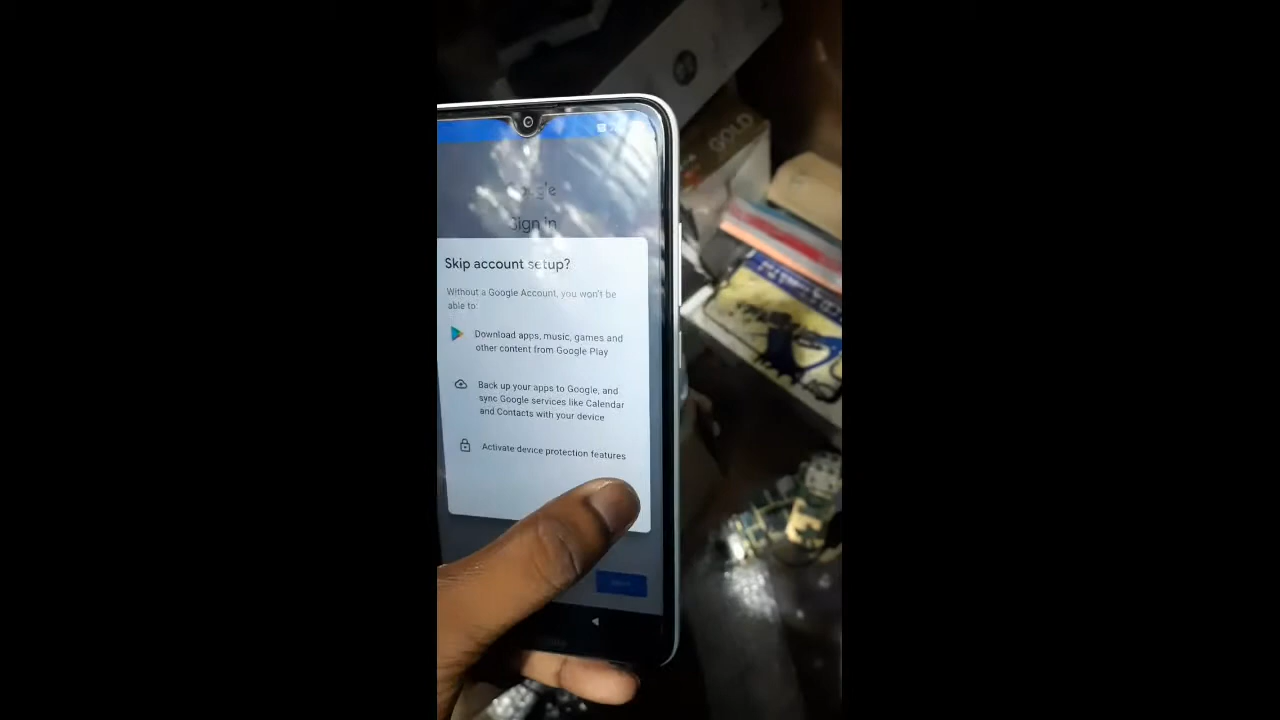 Google
Sign in
Skip account setup?
Without a Google Account, you won't be
able to:
Download apps, music, games and
other content from Google Play
Back up your apps to Google, and
sync Google services like Calendar
and Contacts with your device
Activate device protection features
GOLD